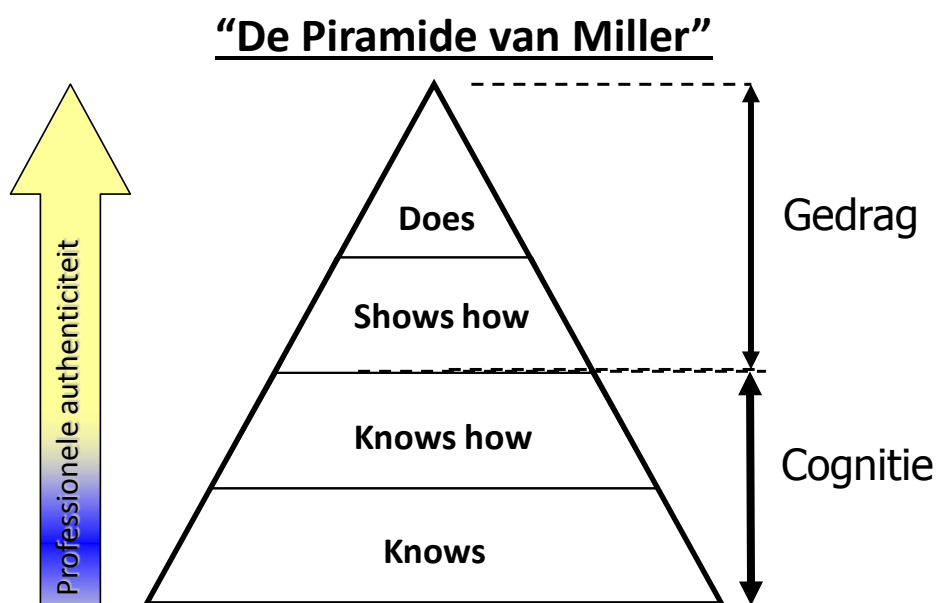 “De Piramide van Miller”
Professionele authenticiteit
Does
Shows how
Knows how
Knows
Gedrag
Cognitie